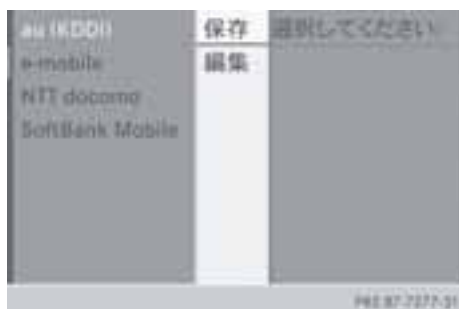 au (KDDI) 保存 選択してください
e-mobile 編集
NTT docomo
SoftBank Mobile
P82.87-7377-31